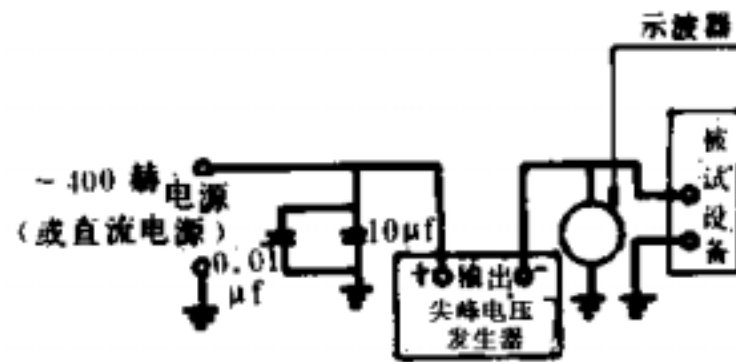 示波器
~400 赫电源
(或直流电源)
0.01
μf
10μf
+ 输出 -
尖峰电压
发生器
被
试
设
备